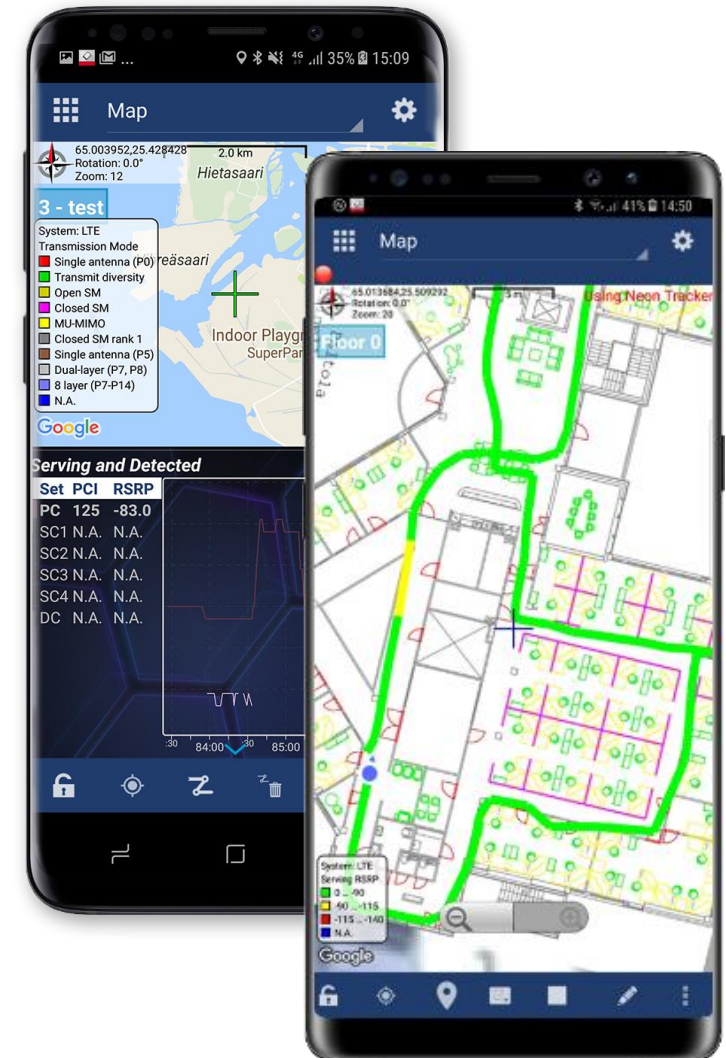 4G 35% 15:09
Map
65.003952,25.428428
Rotation: 0.0°
Zoom: 12
2.0 km
Hietasaari
3 - test
System: LTE
Transmission Mode
Single antenna (P0)
Transmit diversity
Open SM
Closed SM
MU-MIMO
Closed SM rank 1
Single antenna (P5)
Dual-layer (P7, P8)
8 layer (P7-P14)
N.A.
reäsaari
Indoor Playgr
SuperPar
Google
Serving and Detected
Set PCI RSRP
PC 125 -83.0
SC1 N.A. N.A.
SC2 N.A. N.A.
SC3 N.A. N.A.
SC4 N.A. N.A.
DC N.A. N.A.
:30 84:00 :30 85:00
41% 14:50
Map
65.013684,25.509292
Rotation: 0.0°
Zoom: 20
5 m
Using Neon Tracker
Floor 0
System: LTE
Serving RSRP
0 .. -90
-90 .. -115
-115 .. -140
N.A.
Google